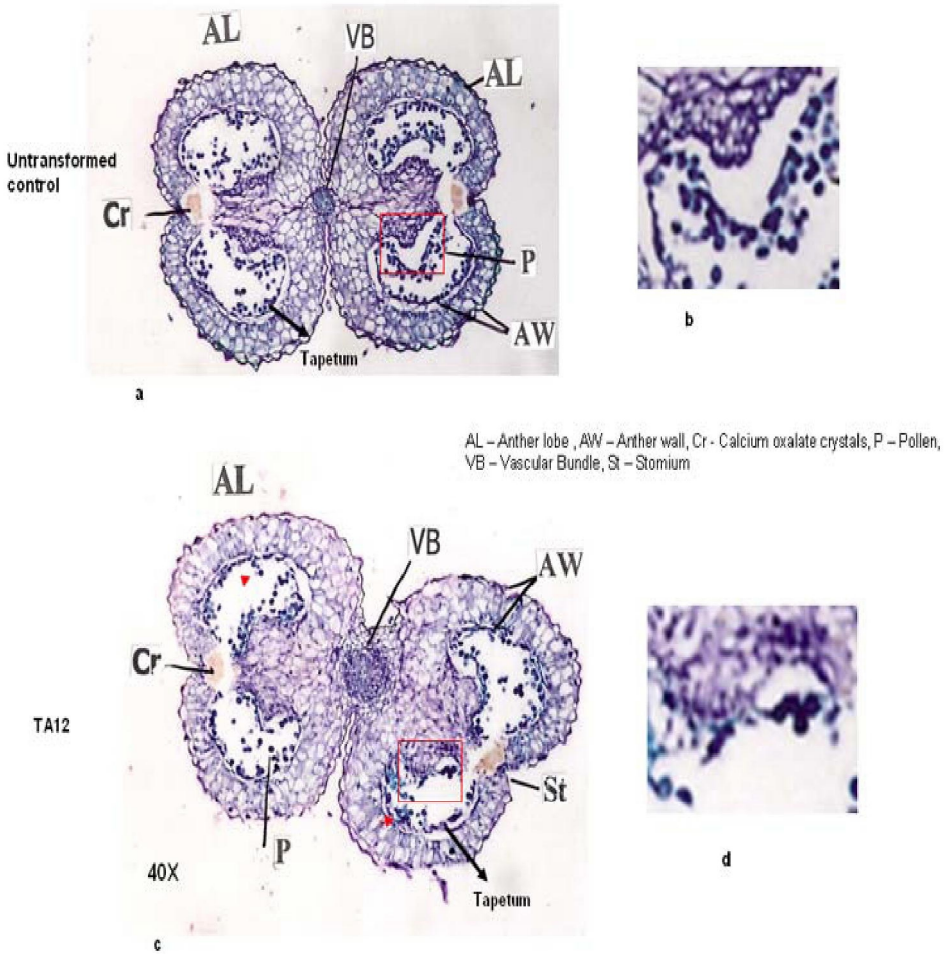 AL
VB
AL
Untransformed
control
Cr
P
AW
Tapetum
a
b
AL – Anther lobe , AW – Anther wall, Cr - Calcium oxalate crystals, P – Pollen,
VB – Vascular Bundle, St – Stomium
AL
VB
AW
Cr
TA12
St
P
Tapetum
40X
c
d